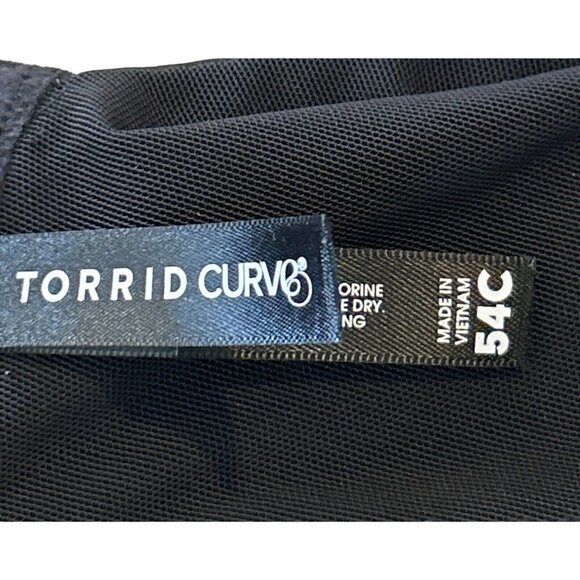 TORRID CURVE
ORINE
E DRY.
NG
MADE IN
VIETNAM
54C